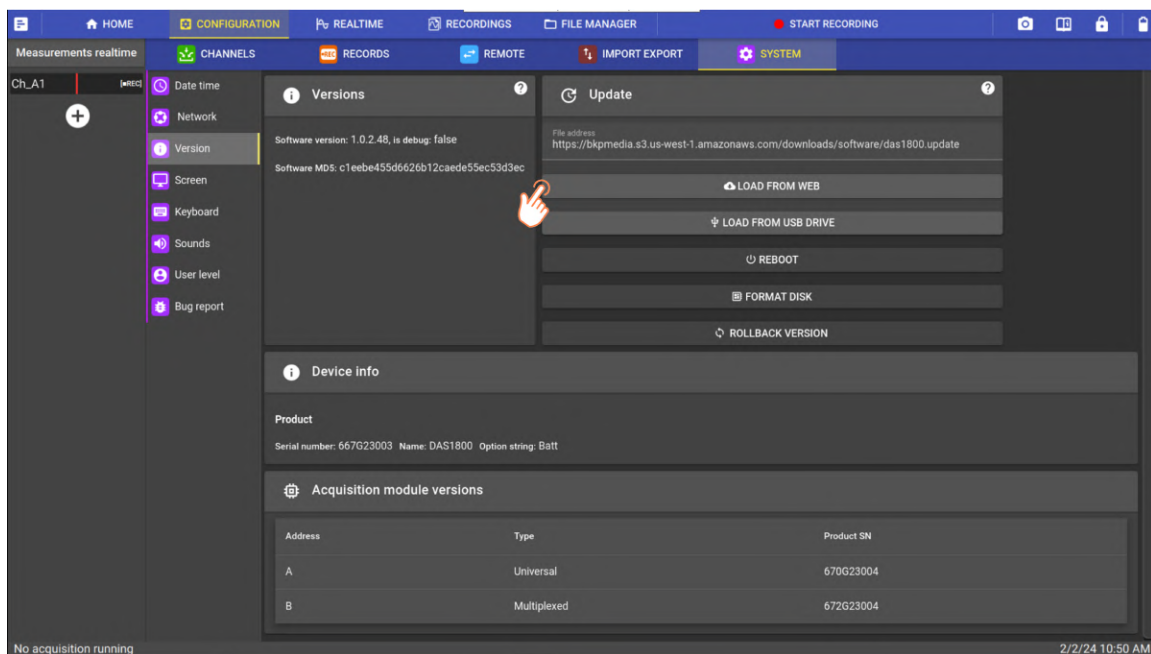 HOME CONFIGURATION REALTIME RECORDINGS FILE MANAGER START RECORDING
Measurements realtime CHANNELS RECORDS REMOTE IMPORT EXPORT SYSTEM
Ch_A1 [●REC]
Date time
Network
Version
Screen
Keyboard
Sounds
User level
Bug report
Versions
Software version: 1.0.2.48, is debug: false
Software MD5: c1eebe455d6626b12caede55ec53d3ec
Update
File address
https://bkpmedia.s3.us-west-1.amazonaws.com/downloads/software/das1800.update
LOAD FROM WEB
LOAD FROM USB DRIVE
REBOOT
FORMAT DISK
ROLLBACK VERSION
Device info
Product
Serial number: 667G23003 Name: DAS1800 Option string: Batt
Acquisition module versions
Address Type Product SN
A Universal 670G23004
B Multiplexed 672G23004
No acquisition running 2/2/24 10:50 AM